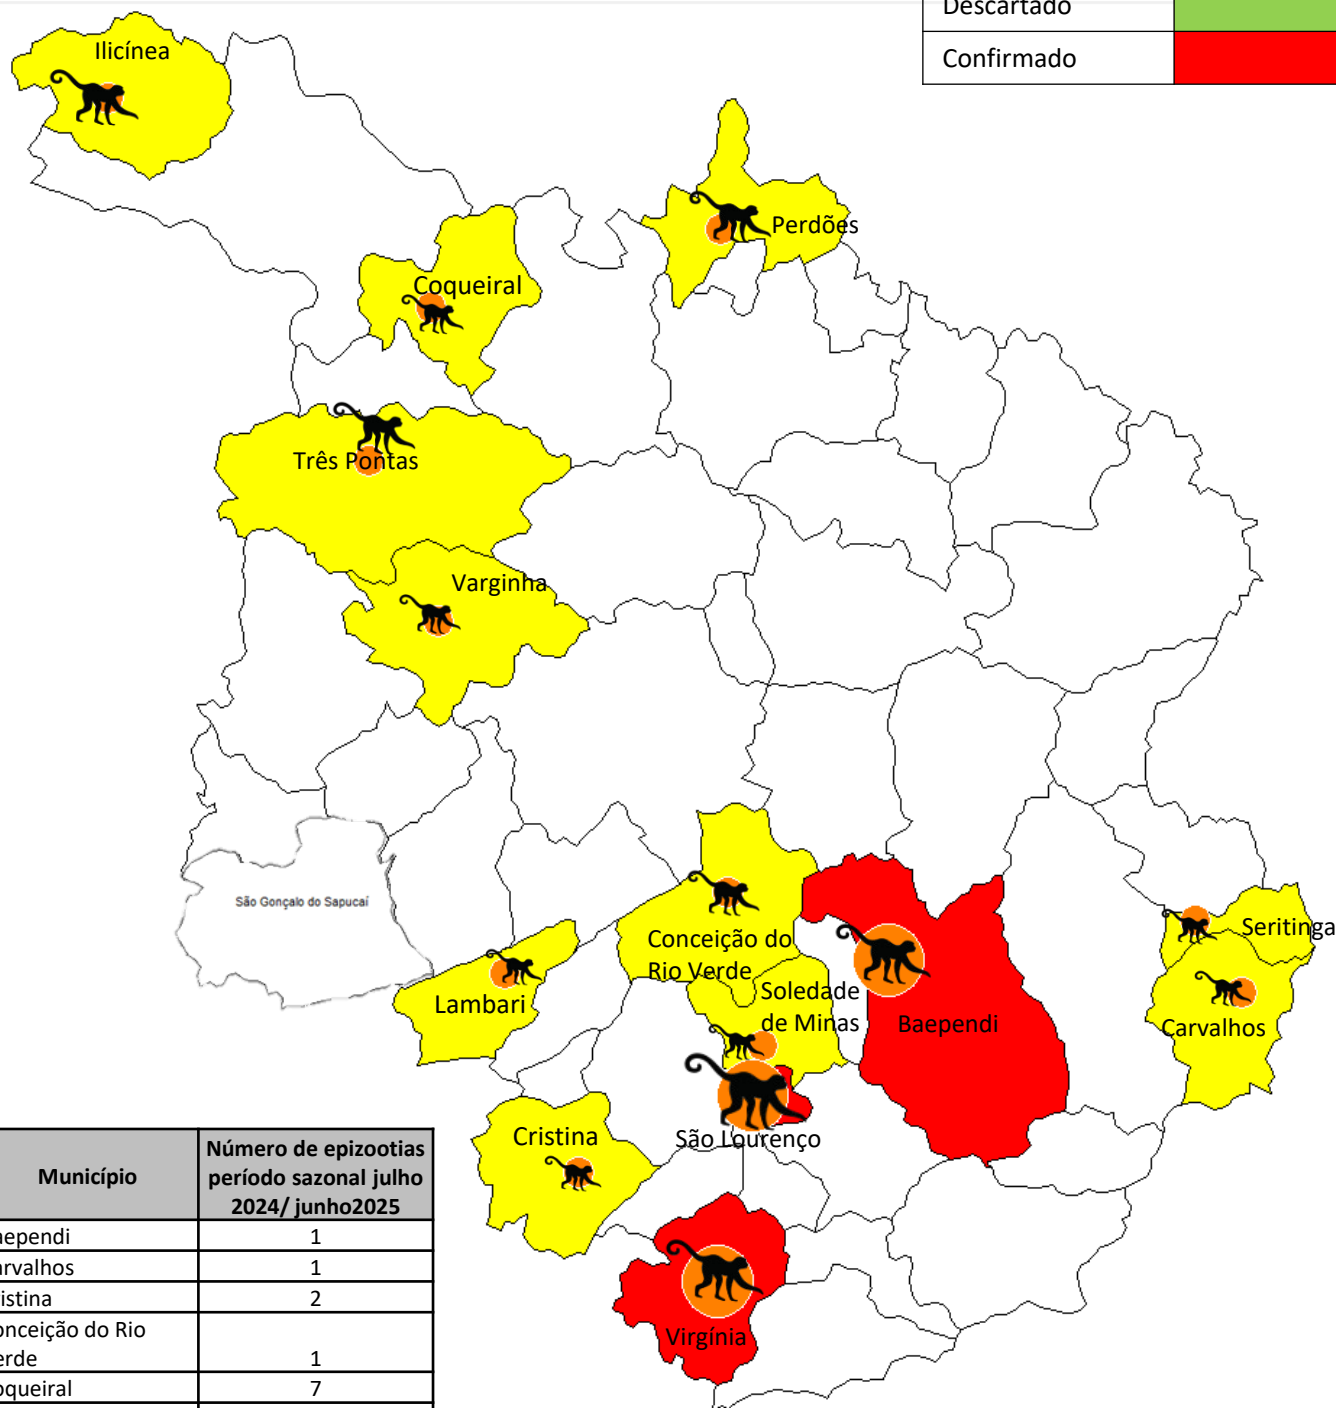 Descartado
Confirmado
Ilicínea
Perdões
Coqueiral
Três Pontas
Varginha
São Gonçalo do Sapucaí
Conceição do
Rio Verde
Seritinga
Lambari
Soledade
de Minas
Baependi
Carvalhos
Cristina
São Lourenço
Virgínia
Município
Número de epizootias
período sazonal julho
2024/ junho2025
aependi 1
arvalhos 1
istina 2
onceição do Rio
erde 1
oqueiral 7